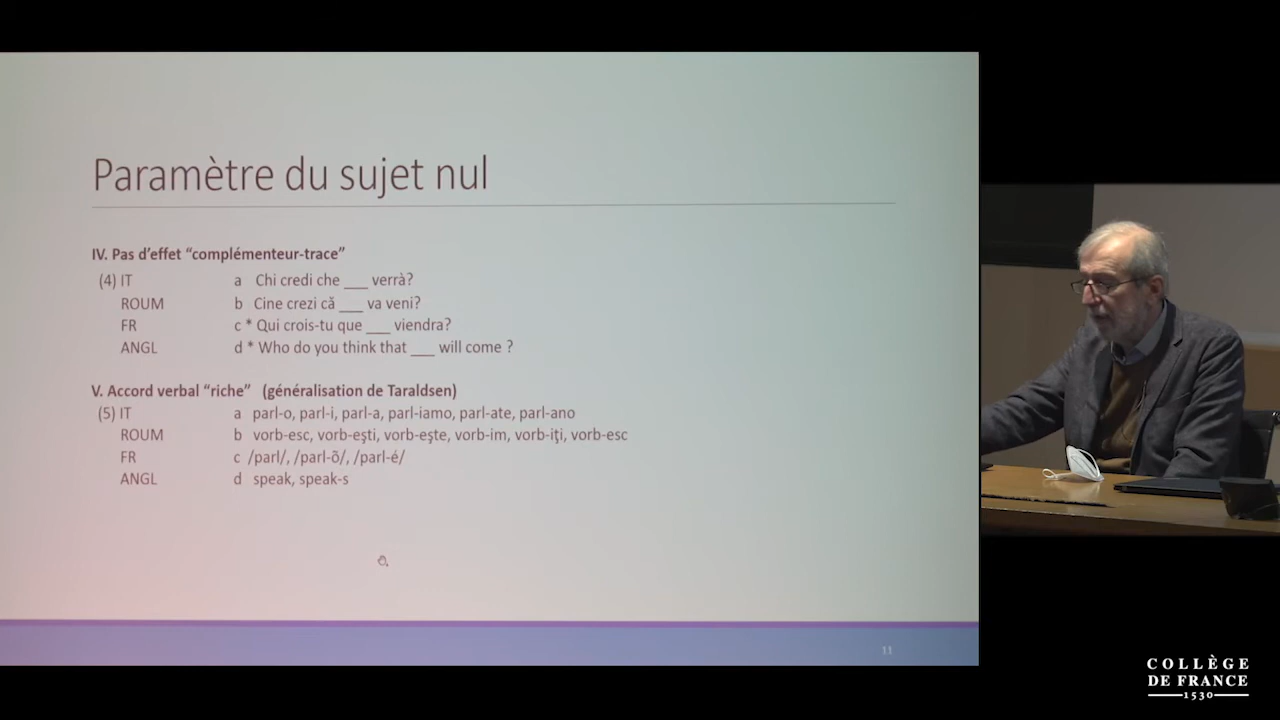 Paramètre du sujet nul
IV. Pas d’effet “complémenteur-trace”
(4) IT a Chi credi che ___ verrà?
ROUM b Cine crezi că ___ va veni?
FR c * Qui crois-tu que ___ viendra?
ANGL d * Who do you think that ___ will come ?
V. Accord verbal “riche” (généralisation de Taraldsen)
(5) IT a parl-o, parl-i, parl-a, parl-iamo, parl-ate, parl-ano
ROUM b vorb-esc, vorb-eşti, vorb-eşte, vorb-im, vorb-iţi, vorb-esc
FR c /parl/, /parl-õ/, /parl-é/
ANGL d speak, speak-s
11
COLLÈGE
DE FRANCE
1530